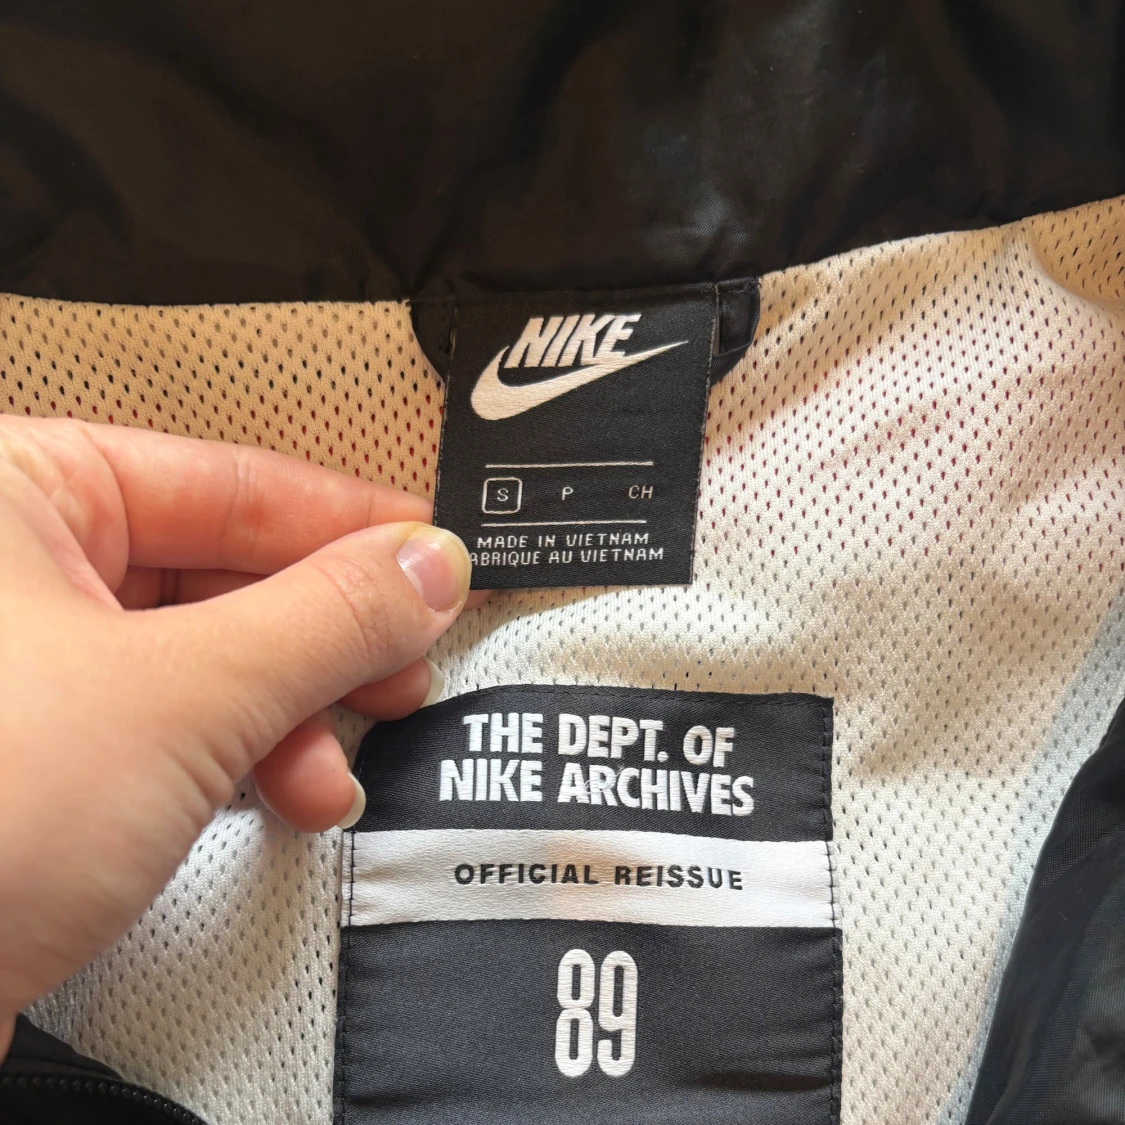 NIKE
S P CH
MADE IN VIETNAM
ABRIQUE AU VIETNAM
THE DEPT. OF
NIKE ARCHIVES
OFFICIAL REISSUE
89